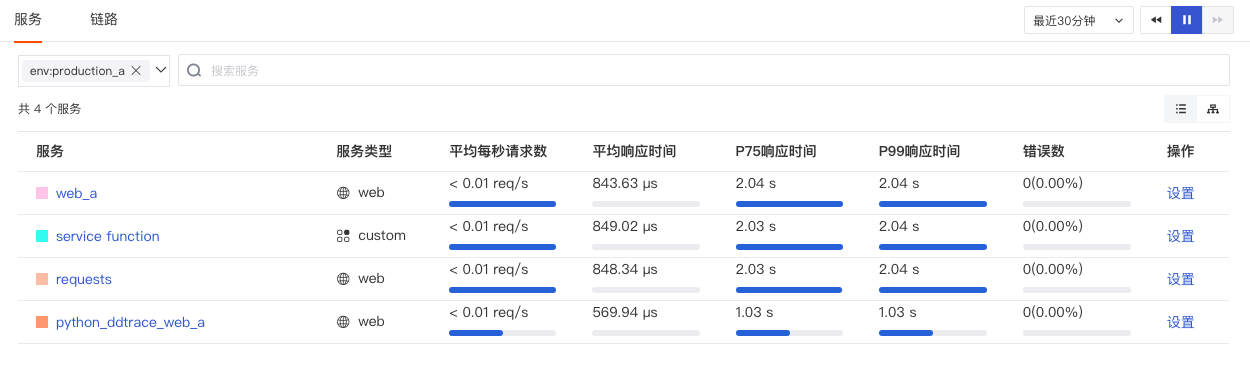 服务 链路 最近30分钟
env:production_a 搜索服务
共 4 个服务
服务 服务类型 平均每秒请求数 平均响应时间 P75响应时间 P99响应时间 错误数 操作
web_a web < 0.01 req/s 843.63 μs 2.04 s 2.04 s 0(0.00%) 设置
service function custom < 0.01 req/s 849.02 μs 2.03 s 2.04 s 0(0.00%) 设置
requests web < 0.01 req/s 848.34 μs 2.03 s 2.04 s 0(0.00%) 设置
python_ddtrace_web_a web < 0.01 req/s 569.94 μs 1.03 s 1.03 s 0(0.00%) 设置